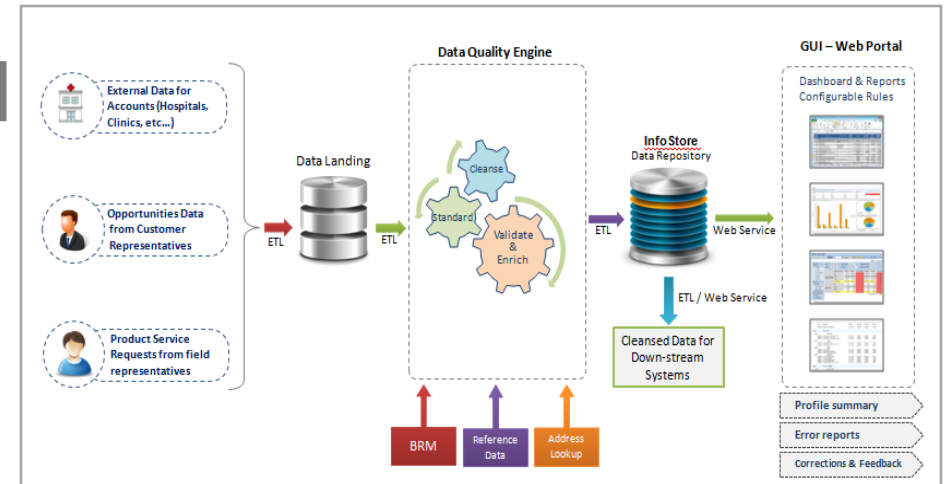 External Data for
Accounts (Hospitals,
Clinics, etc...)
Opportunities Data
from Customer
Representatives
Product Service
Requests from field
representatives
ETL
Data Landing
ETL
Data Quality Engine
Cleanse
Standard
Validate
&
Enrich
BRM
Reference
Data
Address
Lookup
ETL
InfoStore
Data Repository
Web Service
ETL / Web Service
Cleansed Data for
Down-stream
Systems
GUI – Web Portal
Dashboard & Reports
Configurable Rules
Profile summary
Error reports
Corrections & Feedback